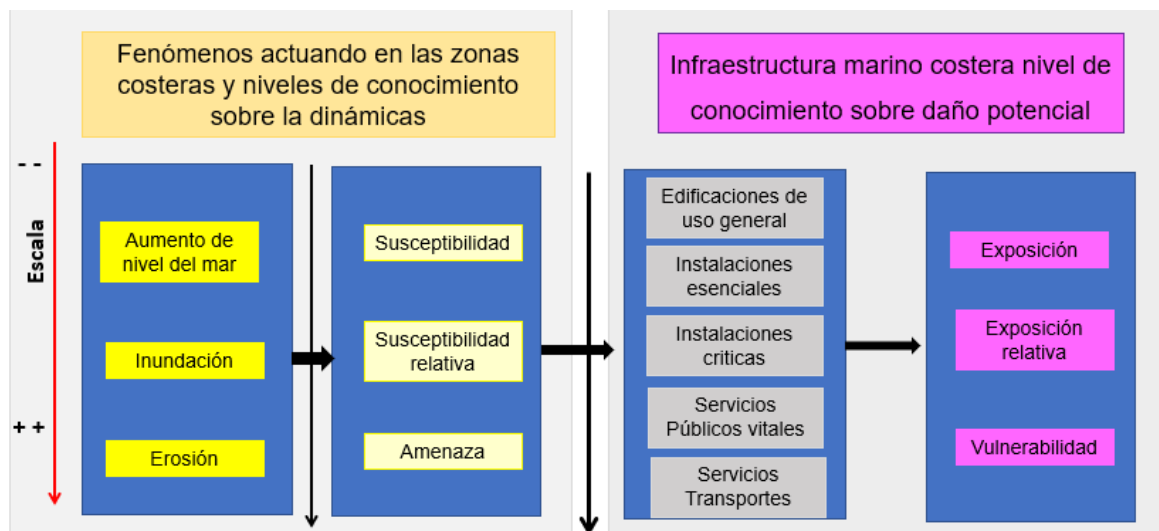 Fenómenos actuando en las zonas
costeras y niveles de conocimiento
sobre la dinámicas
Infraestructura marino costera nivel de
conocimiento sobre daño potencial
- -
Escala
+ +
Aumento de
nivel del mar
Inundación
Erosión
Susceptibilidad
Susceptibilidad
relativa
Amenaza
Edificaciones de
uso general
Instalaciones
esenciales
Instalaciones
criticas
Servicios
Públicos vitales
Servicios
Transportes
Exposición
Exposición
relativa
Vulnerabilidad